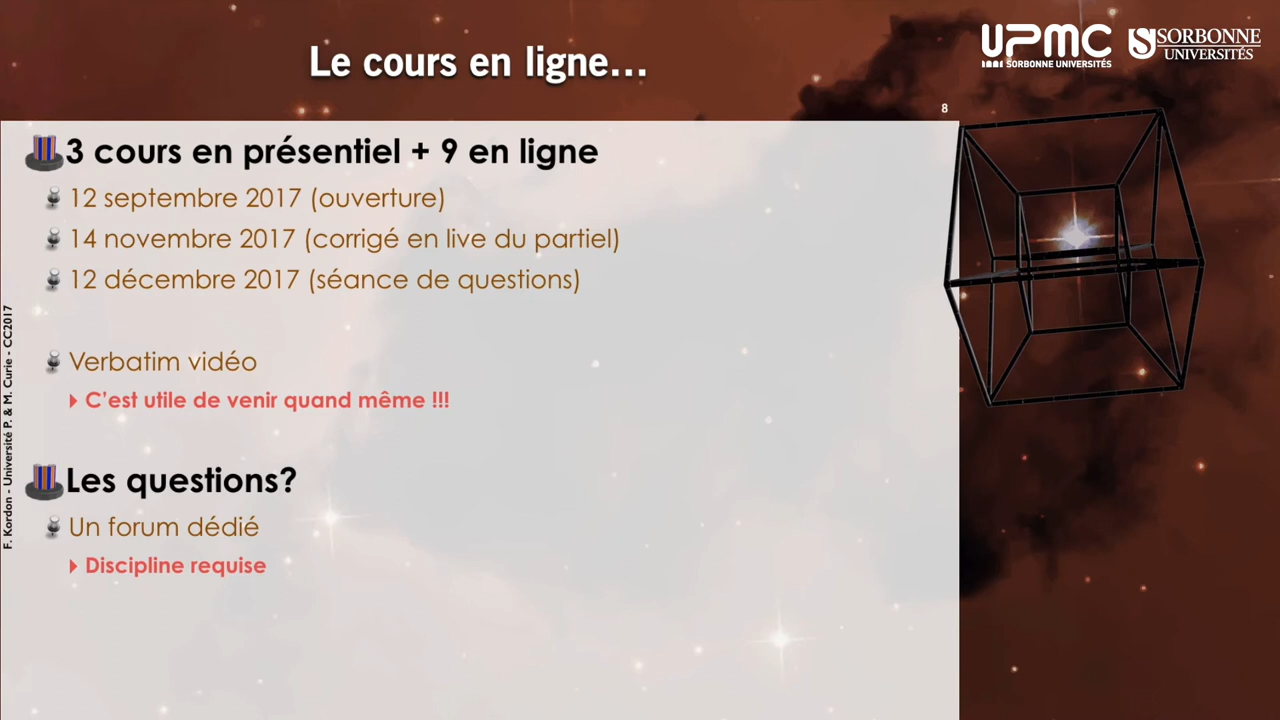 Le cours en ligne…
UPMC
SORBONNE UNIVERSITÉS
SORBONNE
UNIVERSITÉS
8
3 cours en présentiel + 9 en ligne
12 septembre 2017 (ouverture)
14 novembre 2017 (corrigé en live du partiel)
12 décembre 2017 (séance de questions)
Verbatim vidéo
C'est utile de venir quand même !!!
Les questions?
Un forum dédié
Discipline requise
F. Kordon - Université P. & M. Curie - CC2017